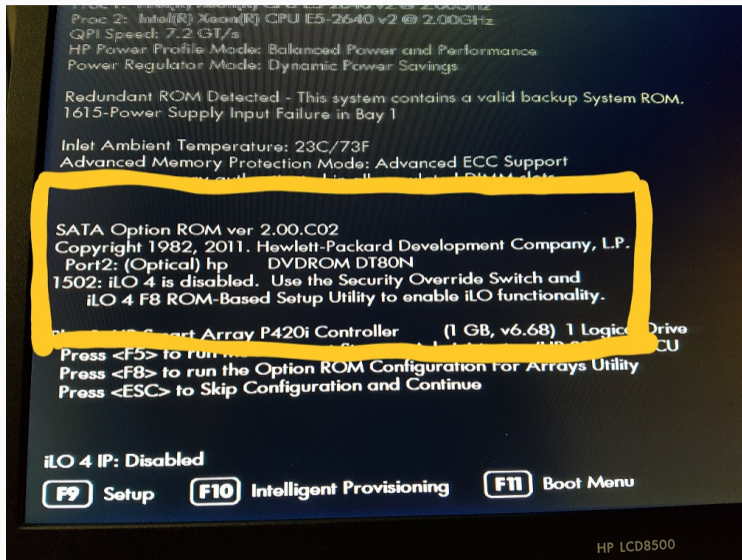 Proc 2: Intel(R) Xeon(R) CPU E5-2640 v2 @ 2.00GHz
QPI Speed: 7.2 GT/s
HP Power Profile Mode: Balanced Power and Performance
Power Regulator Mode: Dynamic Power Savings
Redundant ROM Detected - This system contains a valid backup System ROM.
1615-Power Supply Input Failure in Bay 1
Inlet Ambient Temperature: 23C/73F
Advanced Memory Protection Mode: Advanced ECC Support
SATA Option ROM ver 2.00.C02
Copyright 1982, 2011. Hewlett-Packard Development Company, L.P.
Port2: (Optical) hp DVDROM DT80N
1502: iLO 4 is disabled. Use the Security Override Switch and
iLO 4 F8 ROM-Based Setup Utility to enable iLO functionality.
Smart Array P420i Controller (1 GB, v6.68) 1 Logical Drive
Press <F5> to run
Press <F8> to run the Option ROM Configuration For Arrays Utility
Press <ESC> to Skip Configuration and Continue
iLO 4 IP: Disabled
F9 Setup F10 Intelligent Provisioning F11 Boot Menu
HP LCD8500